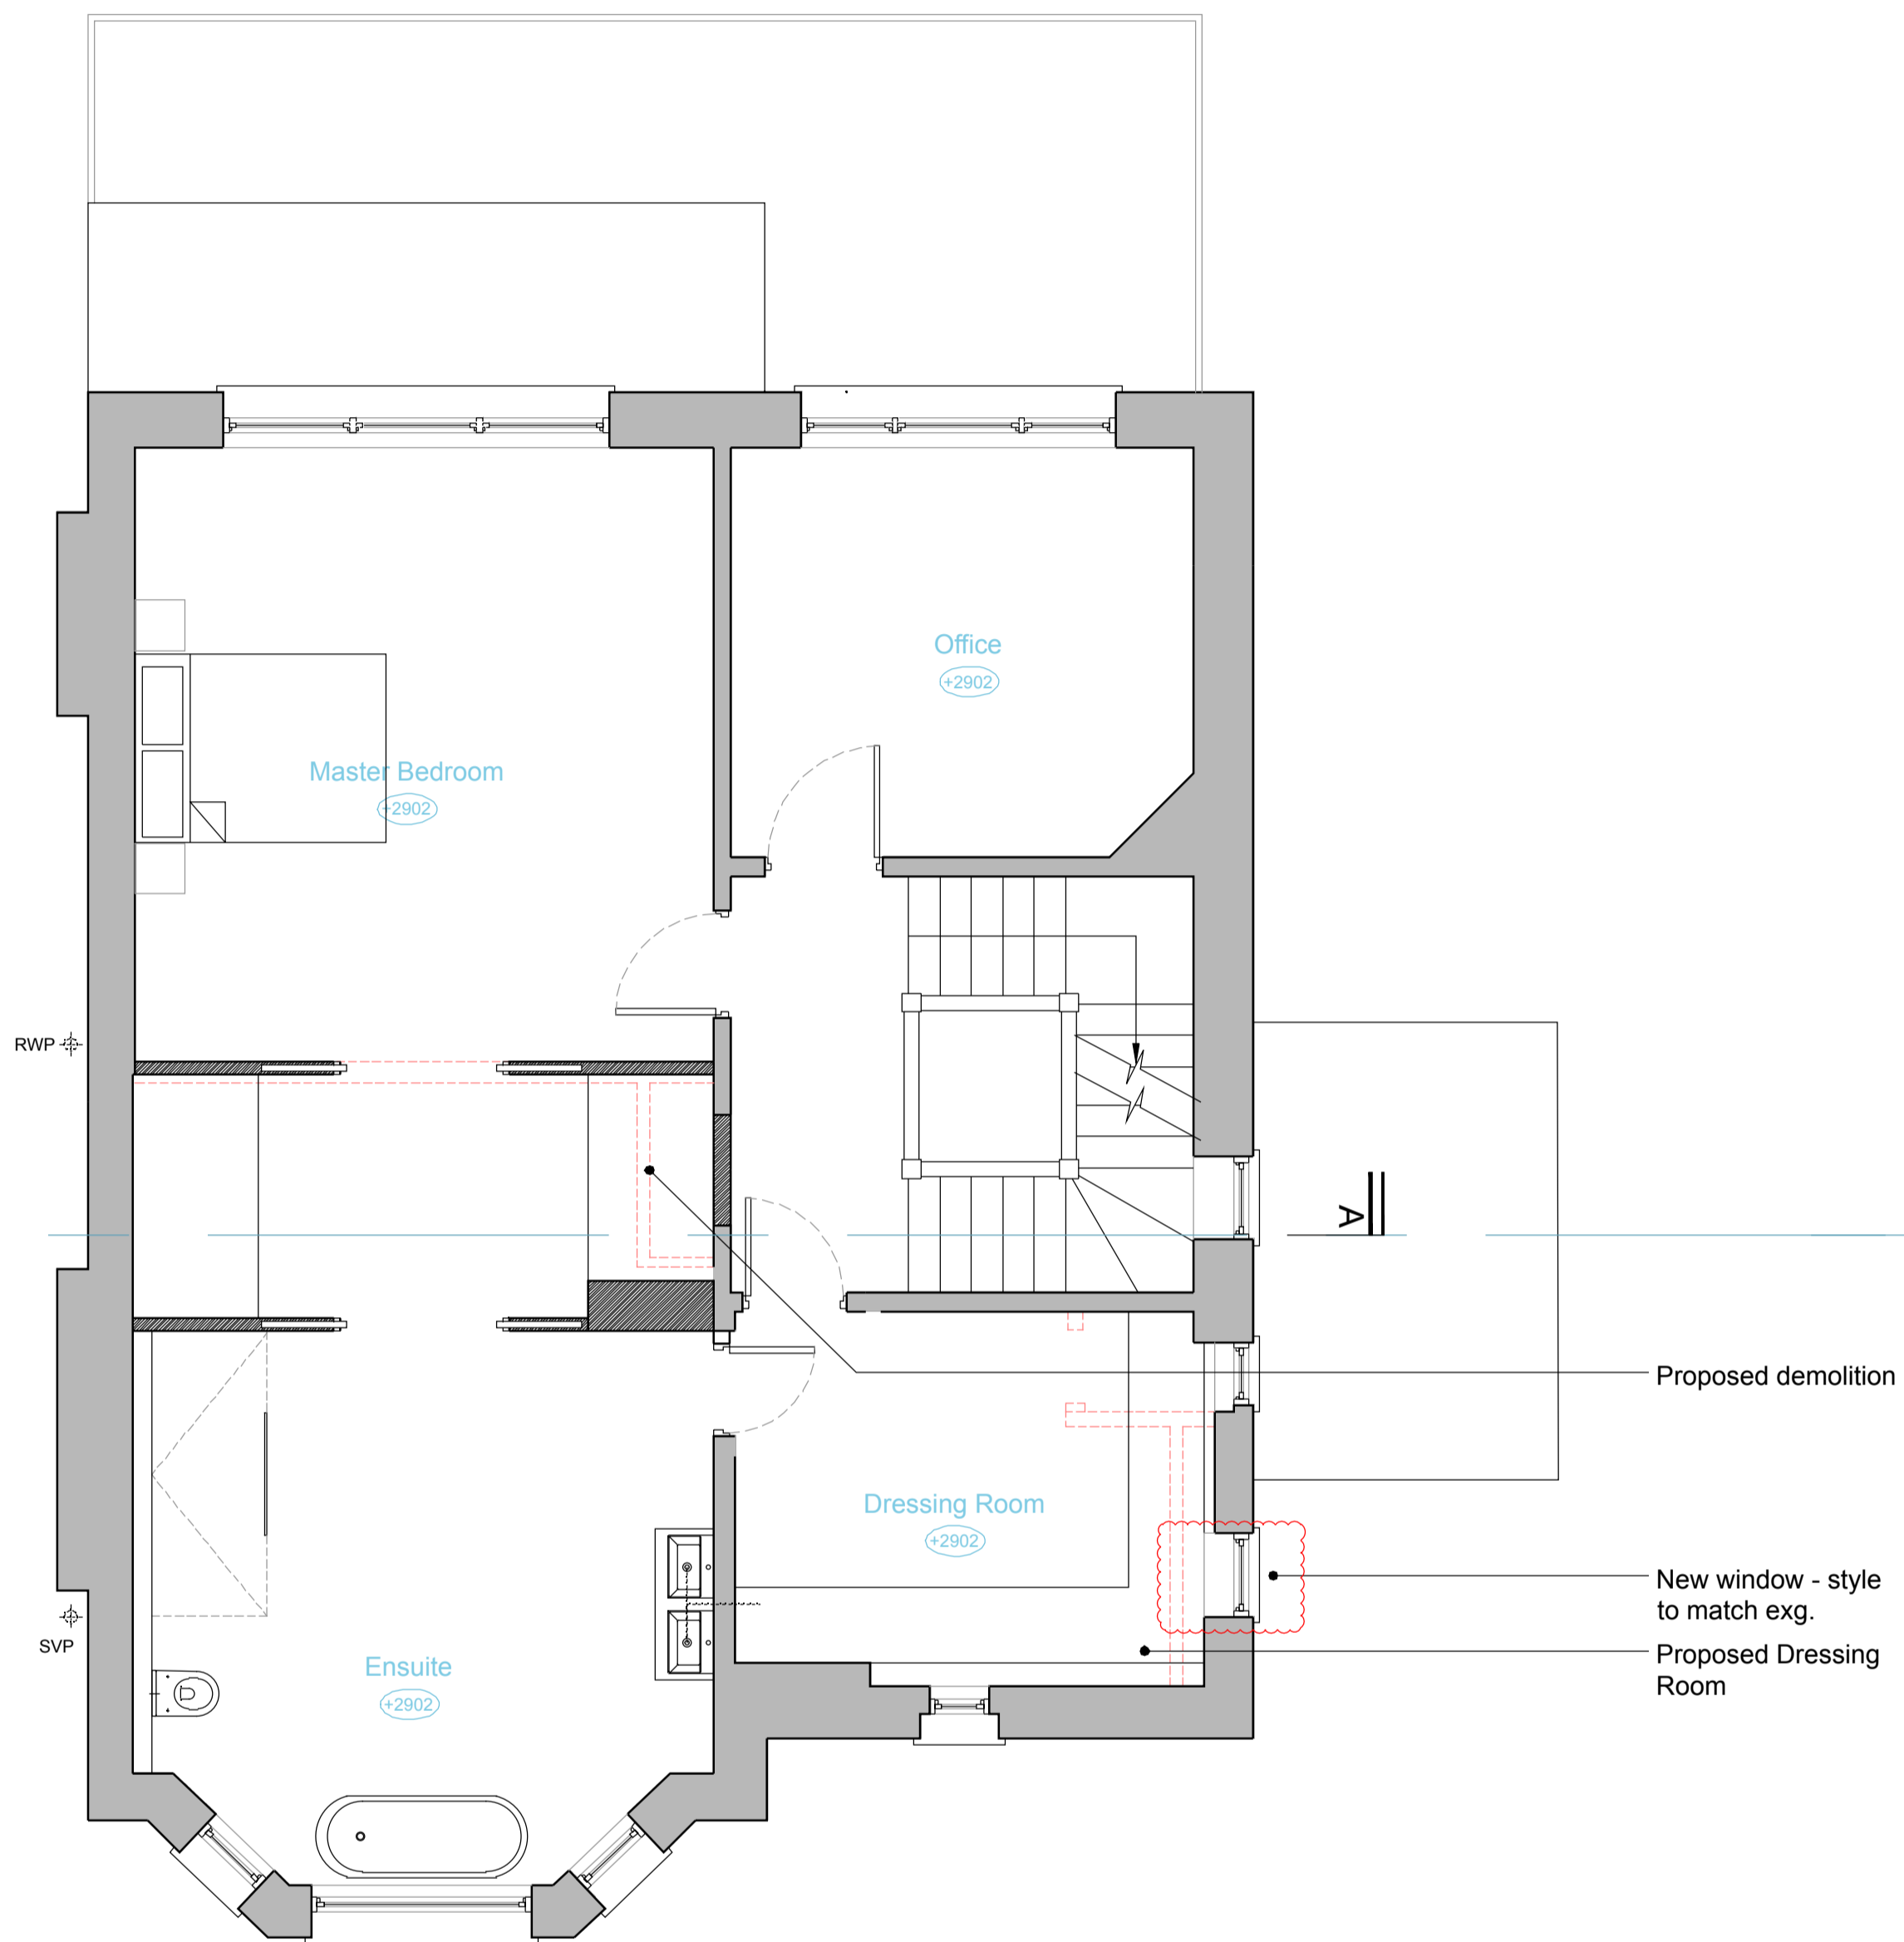 Office
+2902
Master Bedroom
+2902
RWP
A
Proposed demolition
Dressing Room
+2902
New window - style
to match exg.
SVP
Proposed Dressing
Room
Ensuite
+2902